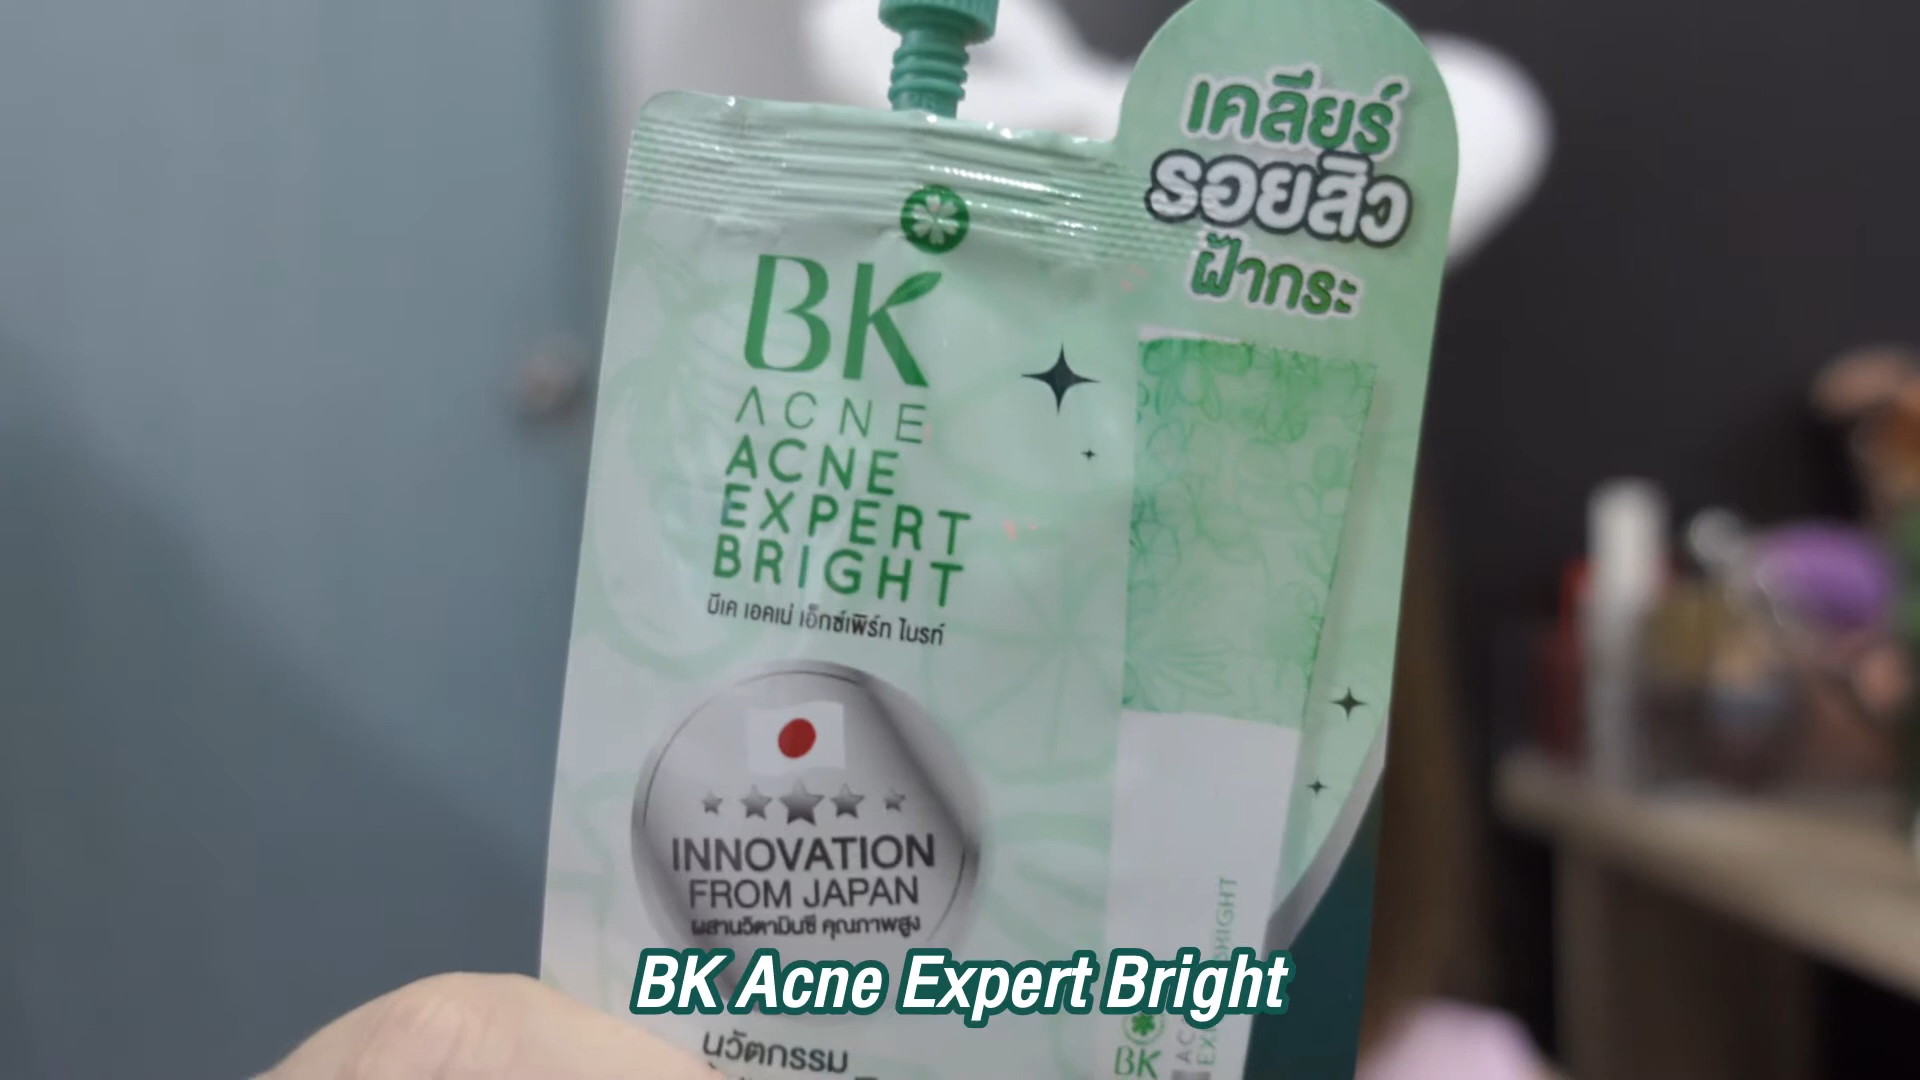 เคลียร์
รอยสิว
ฝ้ากระ
BK
ACNE
ACNE
EXPERT
BRIGHT
บีเค เอคเน่ เอ็กซ์เพิร์ท ไบรท์
INNOVATION
FROM JAPAN
ผสานวิตามินซี คุณภาพสูง
BK Acne Expert Bright
นวัตกรรม
BK